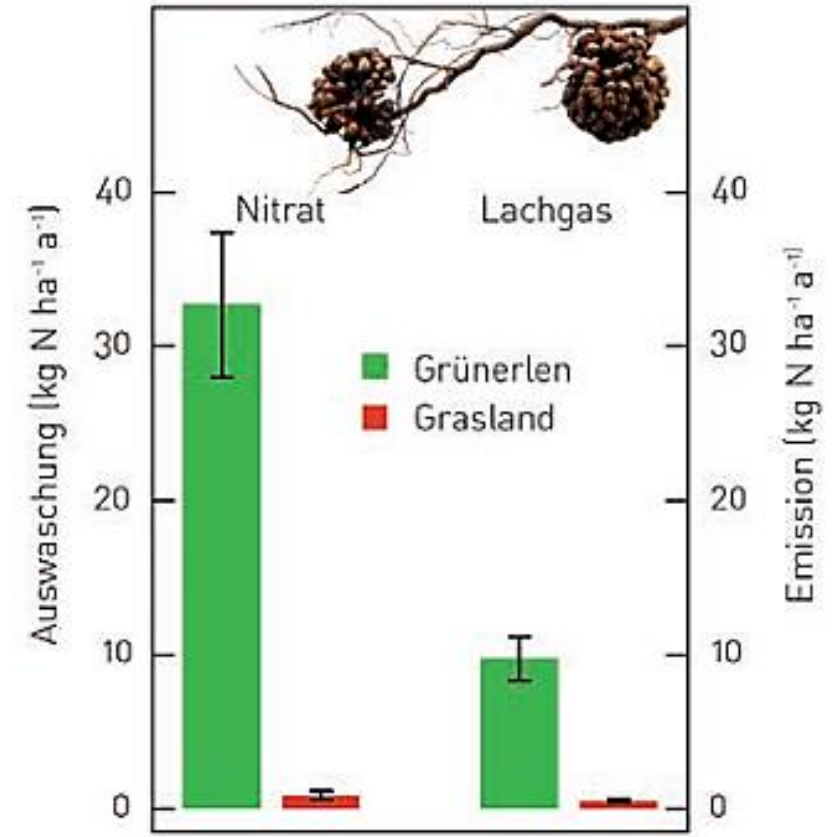 Auswaschung (kg N ha⁻¹ a⁻¹)
40
30
20
10
0
Nitrat
Lachgas
Grünerlen
Grasland
40
30
20
10
0
Emission (kg N ha⁻¹ a⁻¹)